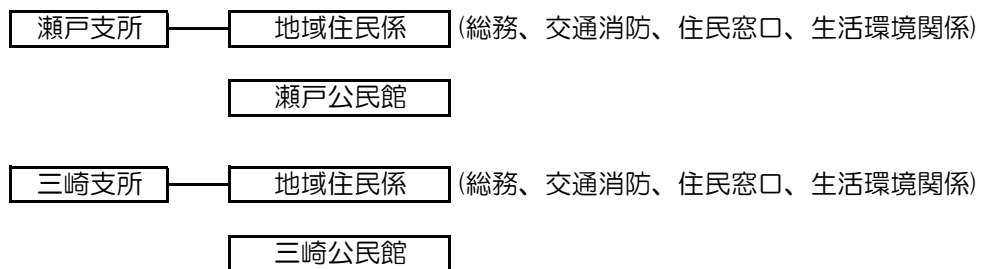 瀬戸支所 地域住民係 (総務、交通消防、住民窓口、生活環境関係)
瀬戸公民館
三崎支所 地域住民係 (総務、交通消防、住民窓口、生活環境関係)
三崎公民館